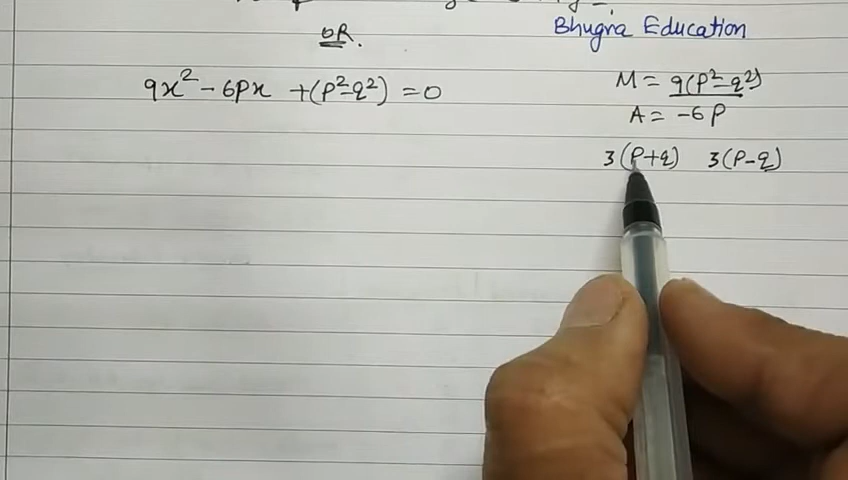 OR.
Bhugra Education
9x² - 6px + (p² - q²) = 0
M = 9(p² - q²)
A = -6p
3(p+q) 3(p-q)